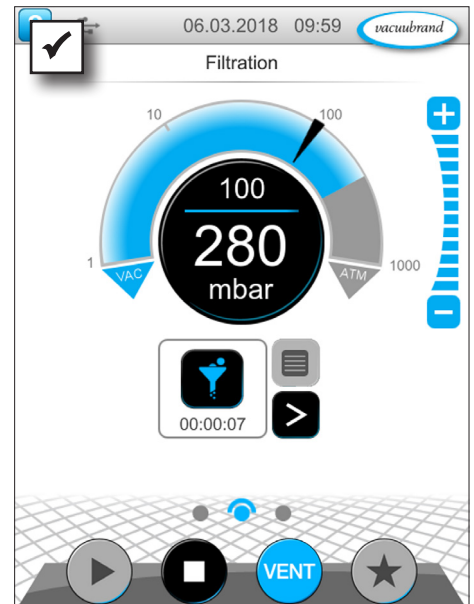 06.03.2018 09:59 vacuubrand
Filtration
10
100
1
1000
VAC
ATM
100
280
mbar
00:00:07
VENT